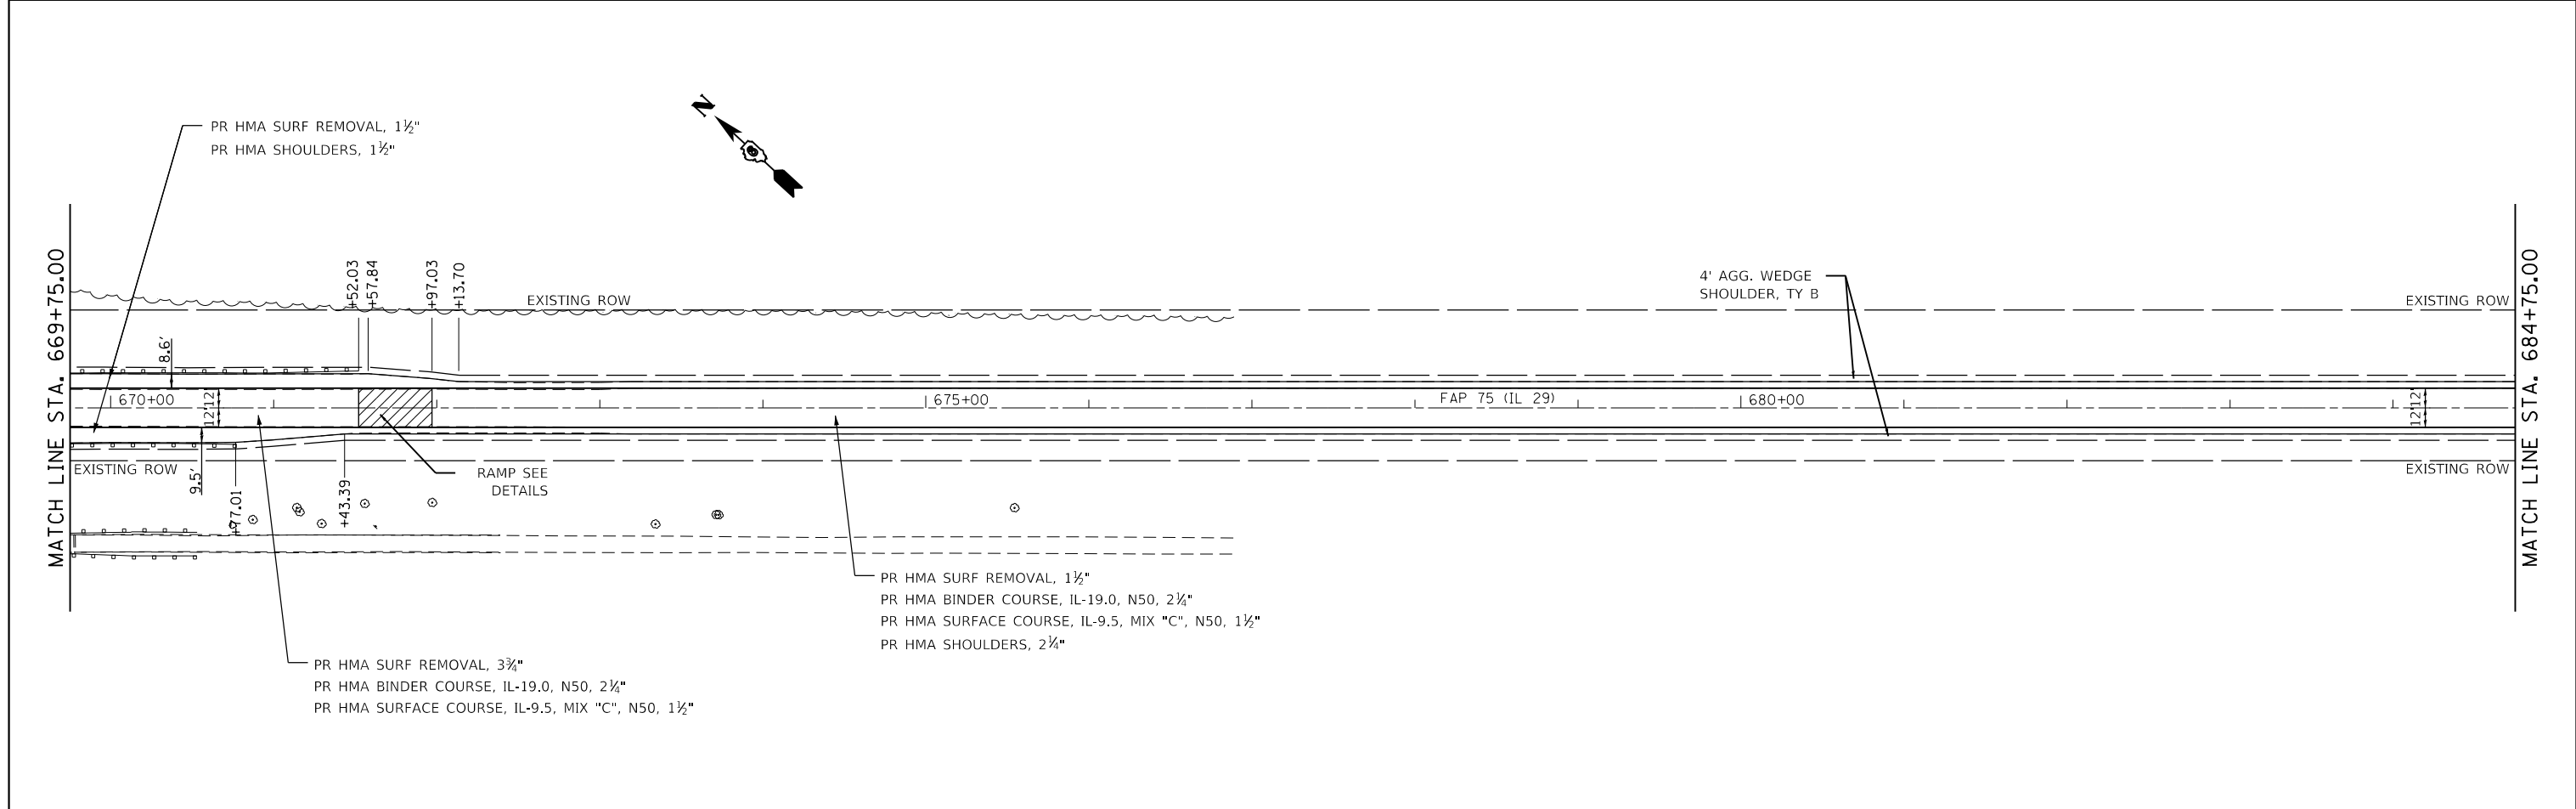 N
PR HMA SURF REMOVAL, 1½"
PR HMA SHOULDERS, 1½"
MATCH LINE STA. 669+75.00
+52.03
+57.84
+97.03
+13.70
EXISTING ROW
4' AGG. WEDGE
SHOULDER, TY B
EXISTING ROW
MATCH LINE STA. 684+75.00
8.6'
670+00
12'
12'
675+00
FAP 75 (IL 29)
680+00
12'
12'
EXISTING ROW
9.5'
+77.01
+43.39
RAMP SEE
DETAILS
EXISTING ROW
PR HMA SURF REMOVAL, 1½"
PR HMA BINDER COURSE, IL-19.0, N50, 2¼"
PR HMA SURFACE COURSE, IL-9.5, MIX "C", N50, 1½"
PR HMA SHOULDERS, 2¼"
PR HMA SURF REMOVAL, 3¾"
PR HMA BINDER COURSE, IL-19.0, N50, 2¼"
PR HMA SURFACE COURSE, IL-9.5, MIX "C", N50, 1½"